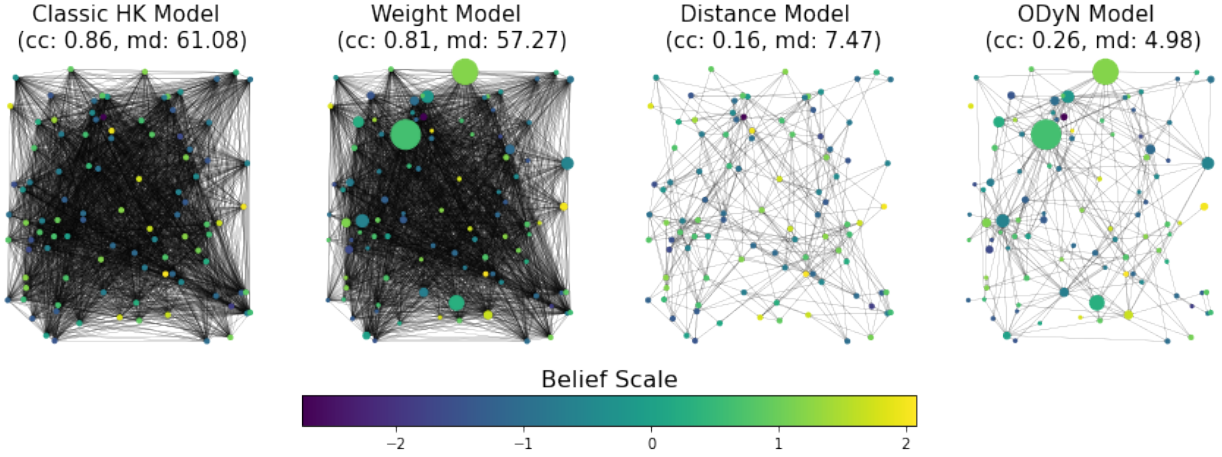 Classic HK Model
(cc: 0.86, md: 61.08)
Weight Model
(cc: 0.81, md: 57.27)
Distance Model
(cc: 0.16, md: 7.47)
ODyN Model
(cc: 0.26, md: 4.98)
Belief Scale
−2 −1 0 1 2